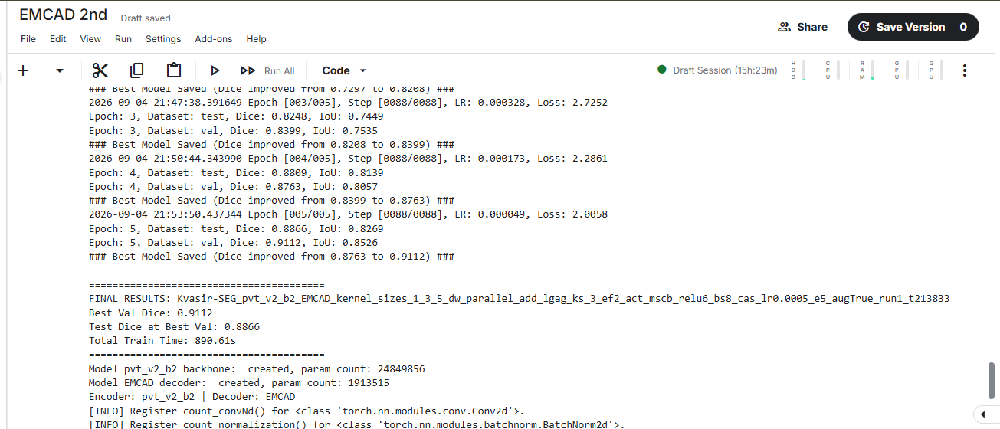 EMCAD 2nd Draft saved
File Edit View Run Settings Add-ons Help
Share
Save Version 0
Run All
Code
Draft Session (15h:23m)
HDD
CPU
RAM
GPU
GPU
### Best Model Saved (Dice improved from 0.7297 to 0.8208) ###
2026-09-04 21:47:38.391649 Epoch [003/005], Step [0088/0088], LR: 0.000328, Loss: 2.7252
Epoch: 3, Dataset: test, Dice: 0.8248, IoU: 0.7449
Epoch: 3, Dataset: val, Dice: 0.8399, IoU: 0.7535
### Best Model Saved (Dice improved from 0.8208 to 0.8399) ###
2026-09-04 21:50:44.343990 Epoch [004/005], Step [0088/0088], LR: 0.000173, Loss: 2.2861
Epoch: 4, Dataset: test, Dice: 0.8809, IoU: 0.8139
Epoch: 4, Dataset: val, Dice: 0.8763, IoU: 0.8057
### Best Model Saved (Dice improved from 0.8399 to 0.8763) ###
2026-09-04 21:53:50.437344 Epoch [005/005], Step [0088/0088], LR: 0.000049, Loss: 2.0058
Epoch: 5, Dataset: test, Dice: 0.8866, IoU: 0.8269
Epoch: 5, Dataset: val, Dice: 0.9112, IoU: 0.8526
### Best Model Saved (Dice improved from 0.8763 to 0.9112) ###
========================================
FINAL RESULTS: Kvasir-SEG_pvt_v2_b2_EMCAD_kernel_sizes_1_3_5_dw_parallel_add_lgag_ks_3_ef2_act_mscb_relu6_bs8_cas_lr0.0005_e5_augTrue_run1_t213833
Best Val Dice: 0.9112
Test Dice at Best Val: 0.8866
Total Train Time: 890.61s
========================================
Model pvt_v2_b2 backbone:  created, param count: 24849856
Model EMCAD decoder:  created, param count: 1913515
Encoder: pvt_v2_b2 | Decoder: EMCAD
[INFO] Register count_convNd() for <class 'torch.nn.modules.conv.Conv2d'>.
[INFO] Register count_normalization() for <class 'torch.nn.modules.batchnorm.BatchNorm2d'>.